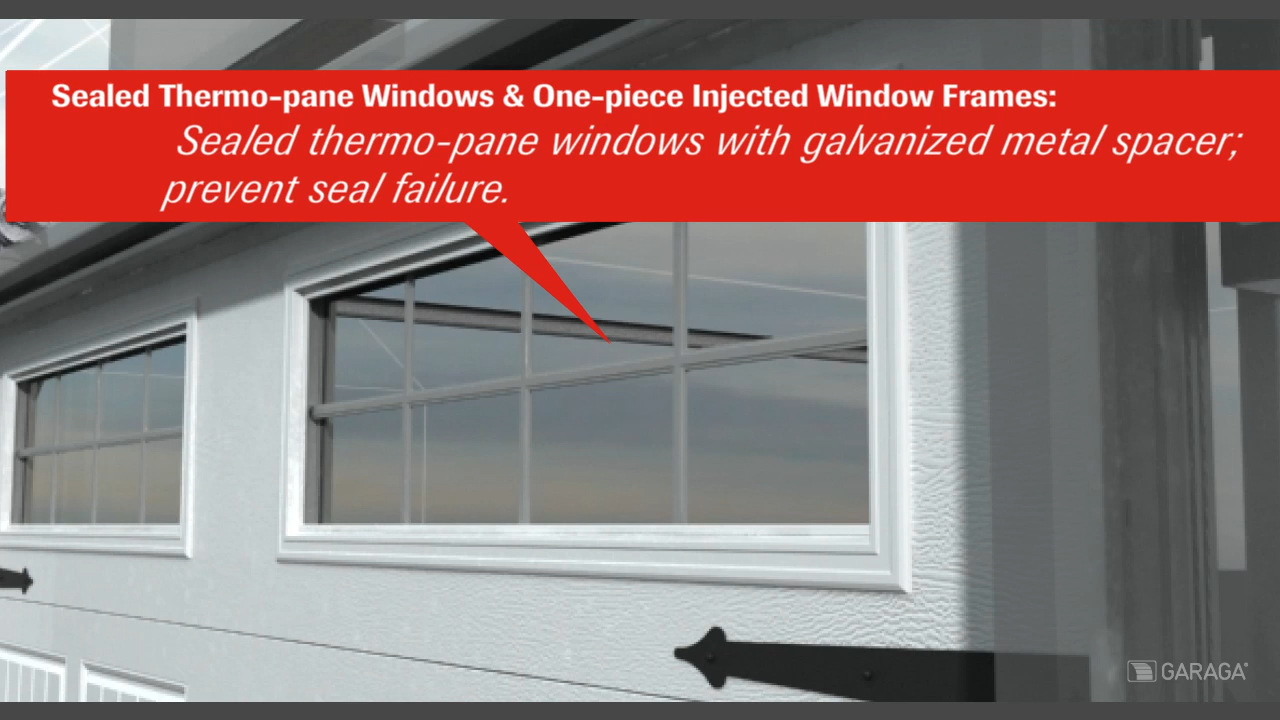 Sealed Thermo-pane Windows & One-piece Injected Window Frames:
Sealed thermo-pane windows with galvanized metal spacer;
prevent seal failure.
GARAGA